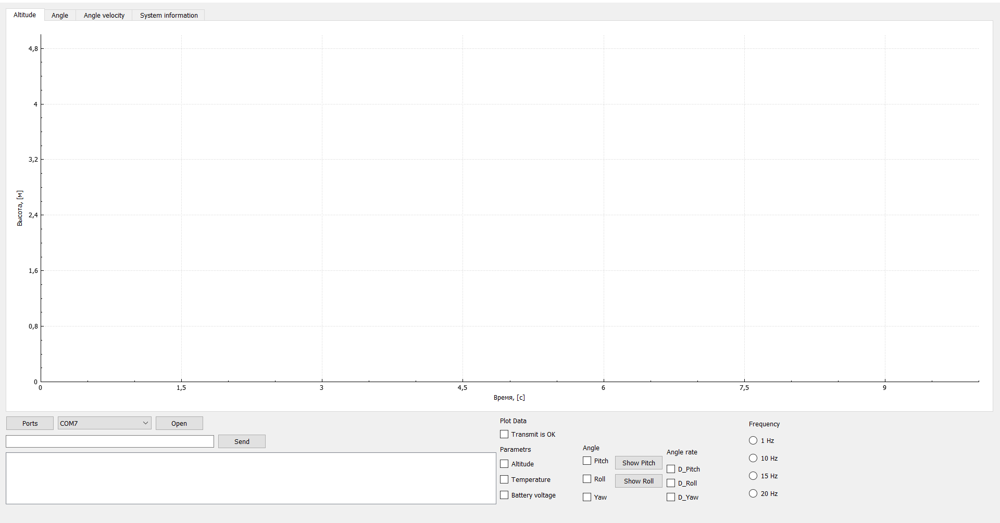 Altitude
Angle
Angle velocity
System information
4,8
4
3,2
2,4
1,6
0,8
0
Высота, [м]
0
1,5
3
4,5
6
7,5
9
Время, [с]
Ports
COM7
Open
Send
Plot Data
Transmit is OK
Parametrs
Altitude
Temperature
Battery voltage
Angle
Pitch
Show Pitch
Roll
Show Roll
Yaw
Angle rate
D_Pitch
D_Roll
D_Yaw
Frequency
1 Hz
10 Hz
15 Hz
20 Hz